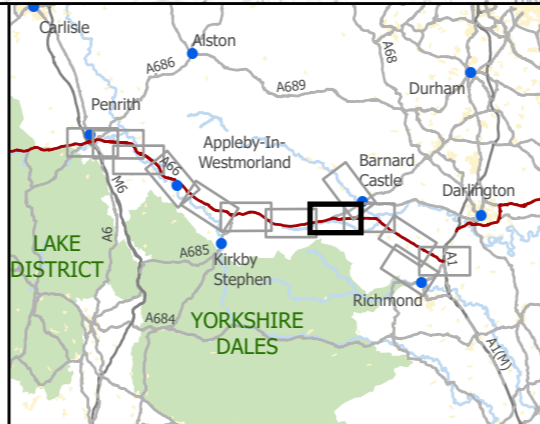 Carlisle
Alston
A68
A686
A689
Durham
Penrith
Appleby-In-
Westmorland
Barnard
Castle
A66
Darlington
M6
A6
LAKE
DISTRICT
A685
Kirkby
Stephen
A1
Richmond
A684
YORKSHIRE
DALES
A1(M)